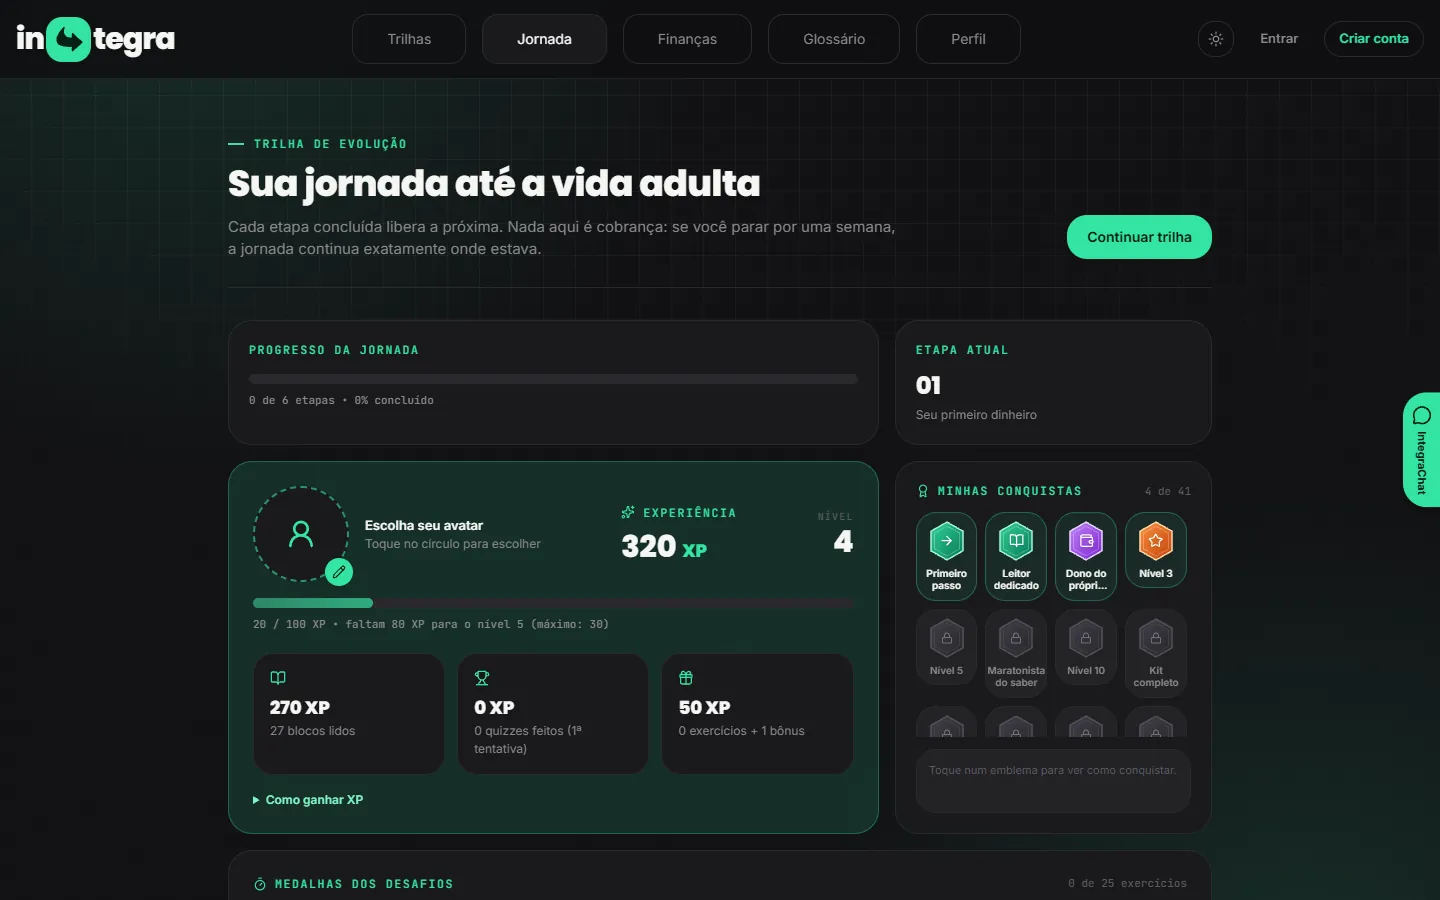 in tegra
Trilhas
Jornada
Finanças
Glossário
Perfil
Entrar
Criar conta
TRILHA DE EVOLUÇÃO
Sua jornada até a vida adulta
Cada etapa concluída libera a próxima. Nada aqui é cobrança: se você parar por uma semana,
a jornada continua exatamente onde estava.
Continuar trilha
PROGRESSO DA JORNADA
0 de 6 etapas • 0% concluído
ETAPA ATUAL
01
Seu primeiro dinheiro
IntegraChat
Escolha seu avatar
Toque no círculo para escolher
EXPERIÊNCIA
320 XP
NÍVEL
4
20 / 100 XP • faltam 80 XP para o nível 5 (máximo: 30)
270 XP
27 blocos lidos
0 XP
0 quizzes feitos (1ª
tentativa)
50 XP
0 exercícios + 1 bônus
Como ganhar XP
MINHAS CONQUISTAS
4 de 41
Primeiro
passo
Leitor
dedicado
Dono do
própri...
Nível 3
Nível 5
Maratonista
do saber
Nível 10
Kit
completo
Toque num emblema para ver como conquistar.
MEDALHAS DOS DESAFIOS
0 de 25 exercícios